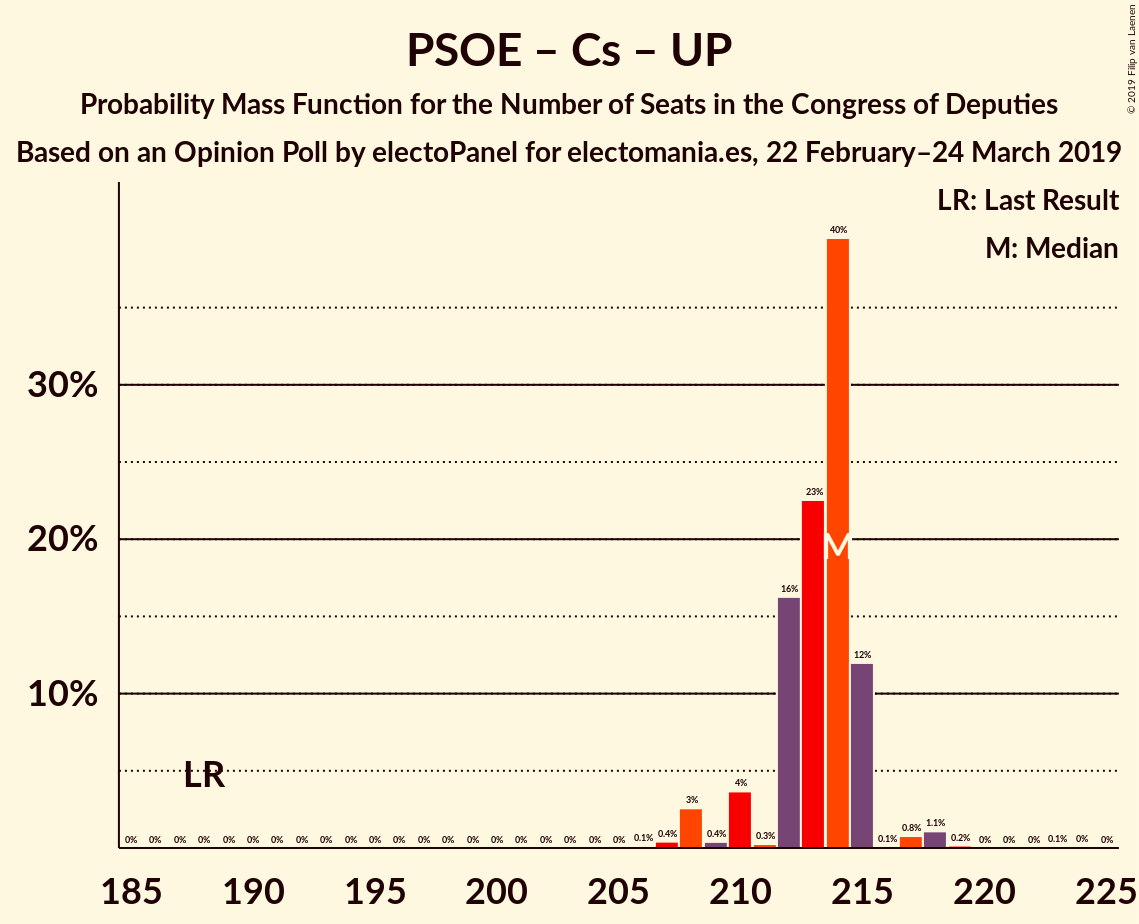 PSOE – Cs – UP
Probability Mass Function for the Number of Seats in the Congress of Deputies
Based on an Opinion Poll by electoPanel for electomania.es, 22 February–24 March 2019
© 2019 Filip van Laenen
LR: Last Result
M: Median
40%
30%
23%
20%
M
16%
12%
10%
LR
0% 0% 0% 0% 0% 0% 0% 0% 0% 0% 0% 0% 0% 0% 0% 0% 0% 0% 0% 0% 0% 0.1% 0.4% 3% 0.4% 4% 0.3% 0.1% 0.8% 1.1% 0.2% 0% 0% 0% 0.1% 0% 0%
185 190 195 200 205 210 215 220 225